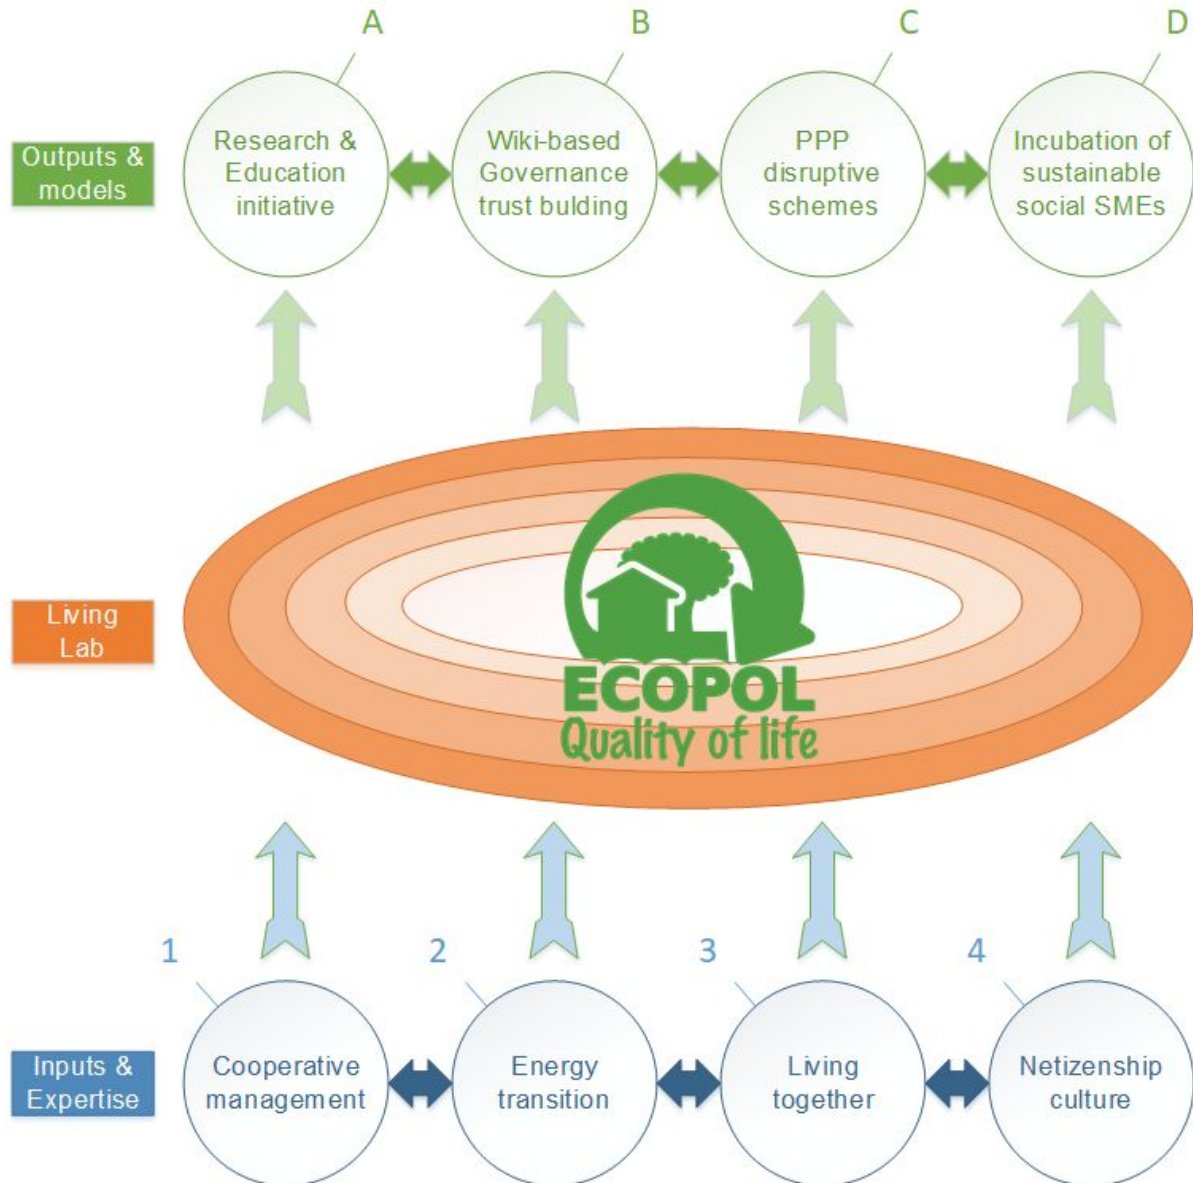 A
B
C
D
Outputs &
models
Research &
Education
initiative
Wiki-based
Governance
trust bulding
PPP
disruptive
schemes
Incubation of
sustainable
social SMEs
Living
Lab
ECOPOL
Quality of life
1
2
3
4
Inputs &
Expertise
Cooperative
management
Energy
transition
Living
together
Netizenship
culture